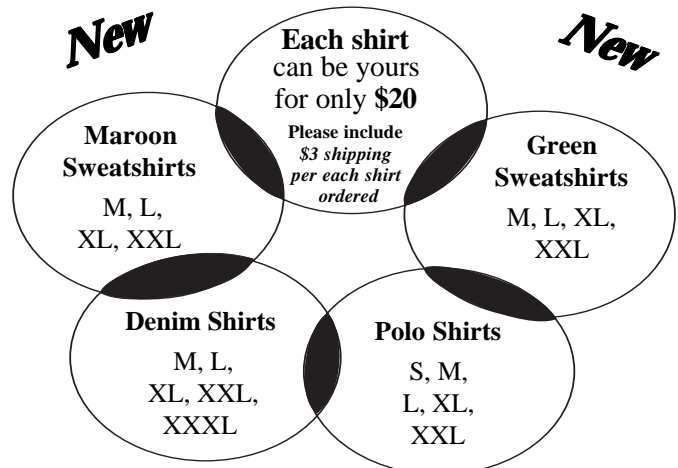 New
New
Each shirt
can be yours
for only $20
Please include
$3 shipping
per each shirt
ordered
Maroon
Sweatshirts
M, L,
XL, XXL
Green
Sweatshirts
M, L, XL,
XXL
Denim Shirts
M, L,
XL, XXL,
XXXL
Polo Shirts
S, M,
L, XL,
XXL